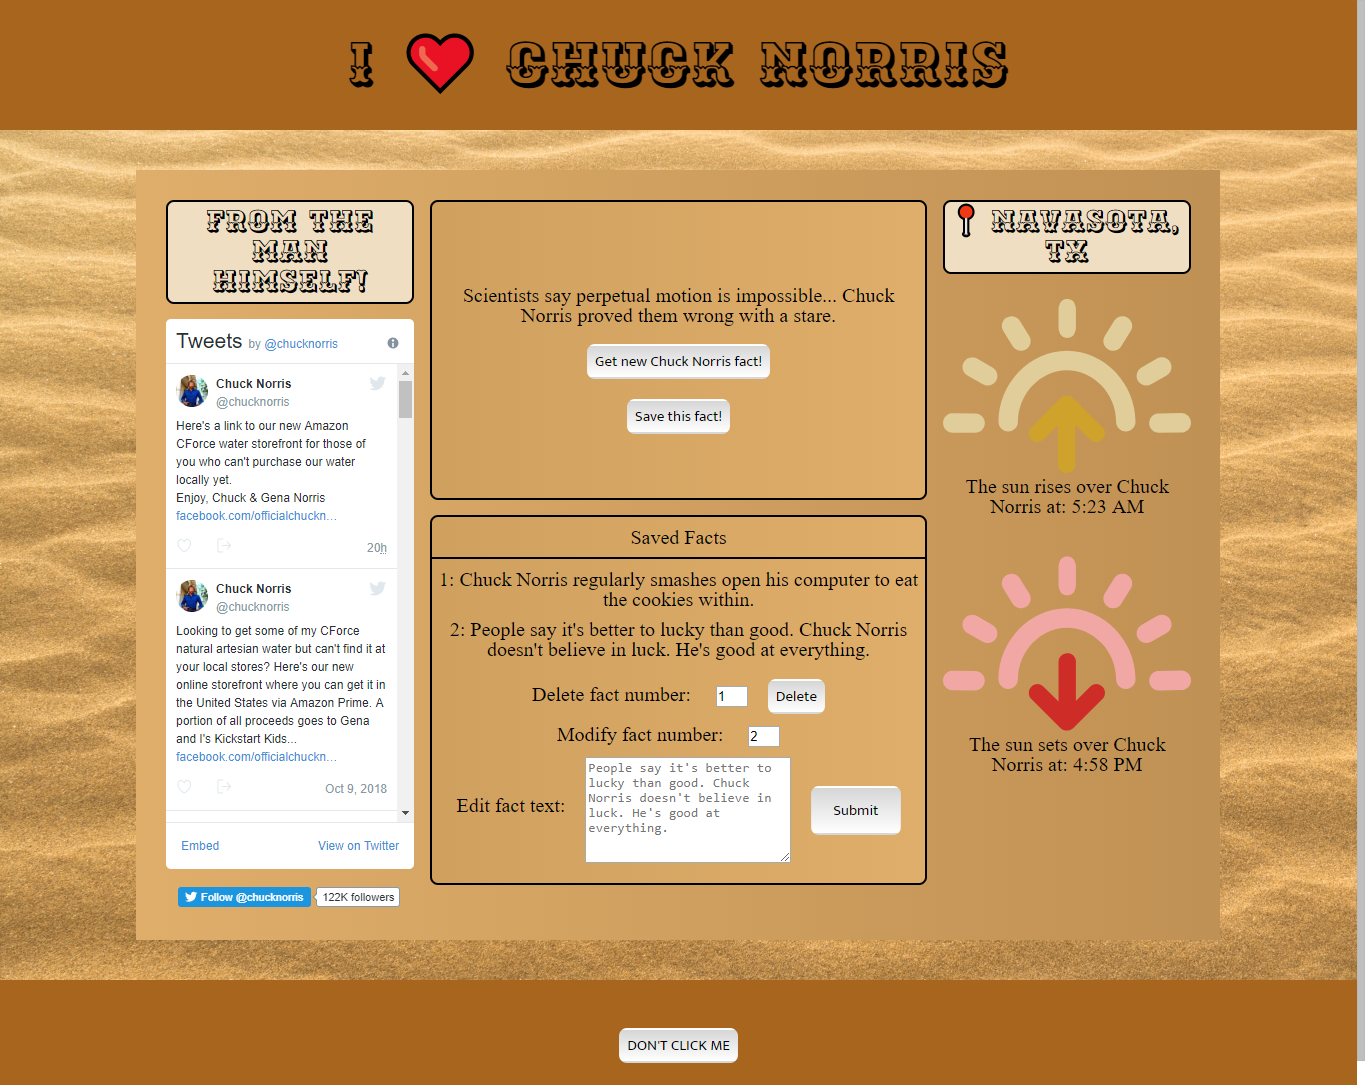 I ❤ CHUCK NORRIS
FROM THE
MAN
HIMSELF!
Tweets by @chucknorris
Chuck Norris
@chucknorris
Here's a link to our new Amazon
CForce water storefront for those of
you who can't purchase our water
locally yet.
Enjoy, Chuck & Gena Norris
facebook.com/officialchuckn…
20h
Chuck Norris
@chucknorris
Looking to get some of my CForce
natural artesian water but can't find it at
your local stores? Here's our new
online storefront where you can get it in
the United States via Amazon Prime. A
portion of all proceeds goes to Gena
and I's Kickstart Kids...
facebook.com/officialchuckn…
Oct 9, 2018
Embed
View on Twitter
Follow @chucknorris
122K followers
Scientists say perpetual motion is impossible... Chuck
Norris proved them wrong with a stare.
Get new Chuck Norris fact!
Save this fact!
Saved Facts
1: Chuck Norris regularly smashes open his computer to eat
the cookies within.
2: People say it's better to lucky than good. Chuck Norris
doesn't believe in luck. He's good at everything.
Delete fact number: 1 Delete
Modify fact number: 2
Edit fact text:
People say it's better to
lucky than good. Chuck
Norris doesn't believe in
luck. He's good at
everything.
Submit
NAVASOTA,
TX
The sun rises over Chuck
Norris at: 5:23 AM
The sun sets over Chuck
Norris at: 4:58 PM
DON'T CLICK ME